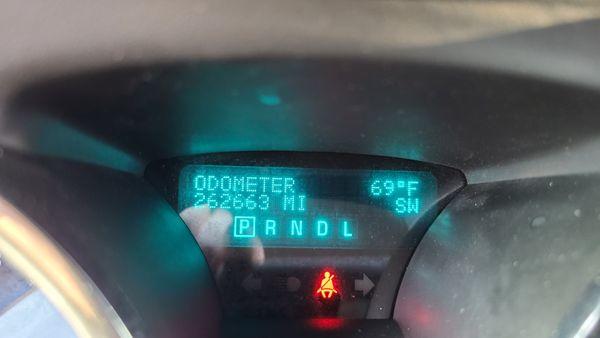 ODOMETER 69°F
262663 MI SW
P R N D L